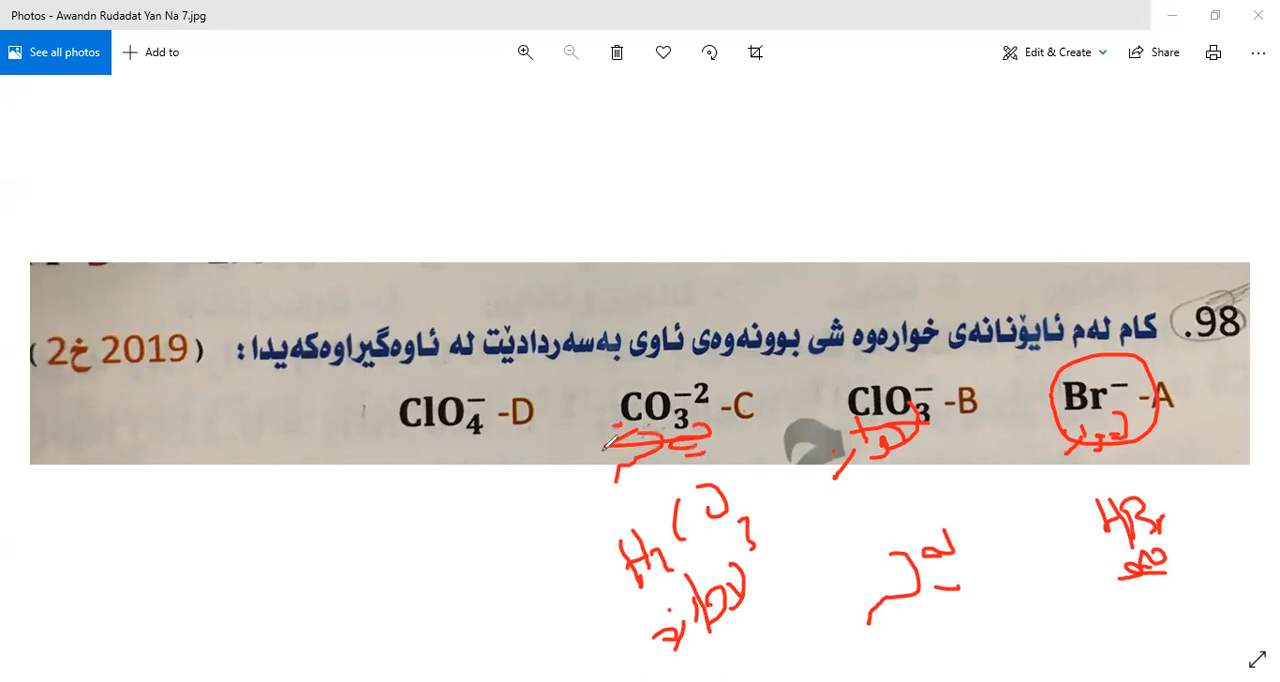 Photos - Awandn Rudadat Yan Na 7.jpg
See all photos
Add to
Edit & Create
Share
98. کام لەم ئایۆنانەی خوارەوە شی بوونەوەی ئاوی بەسەردادێت لە ئاوەگیراوەکەیدا : ( 2019 خ2 )
A- Br⁻ B- ClO₃⁻ C- CO₃⁻² D- ClO₄⁻
H₂CO₃
HBr